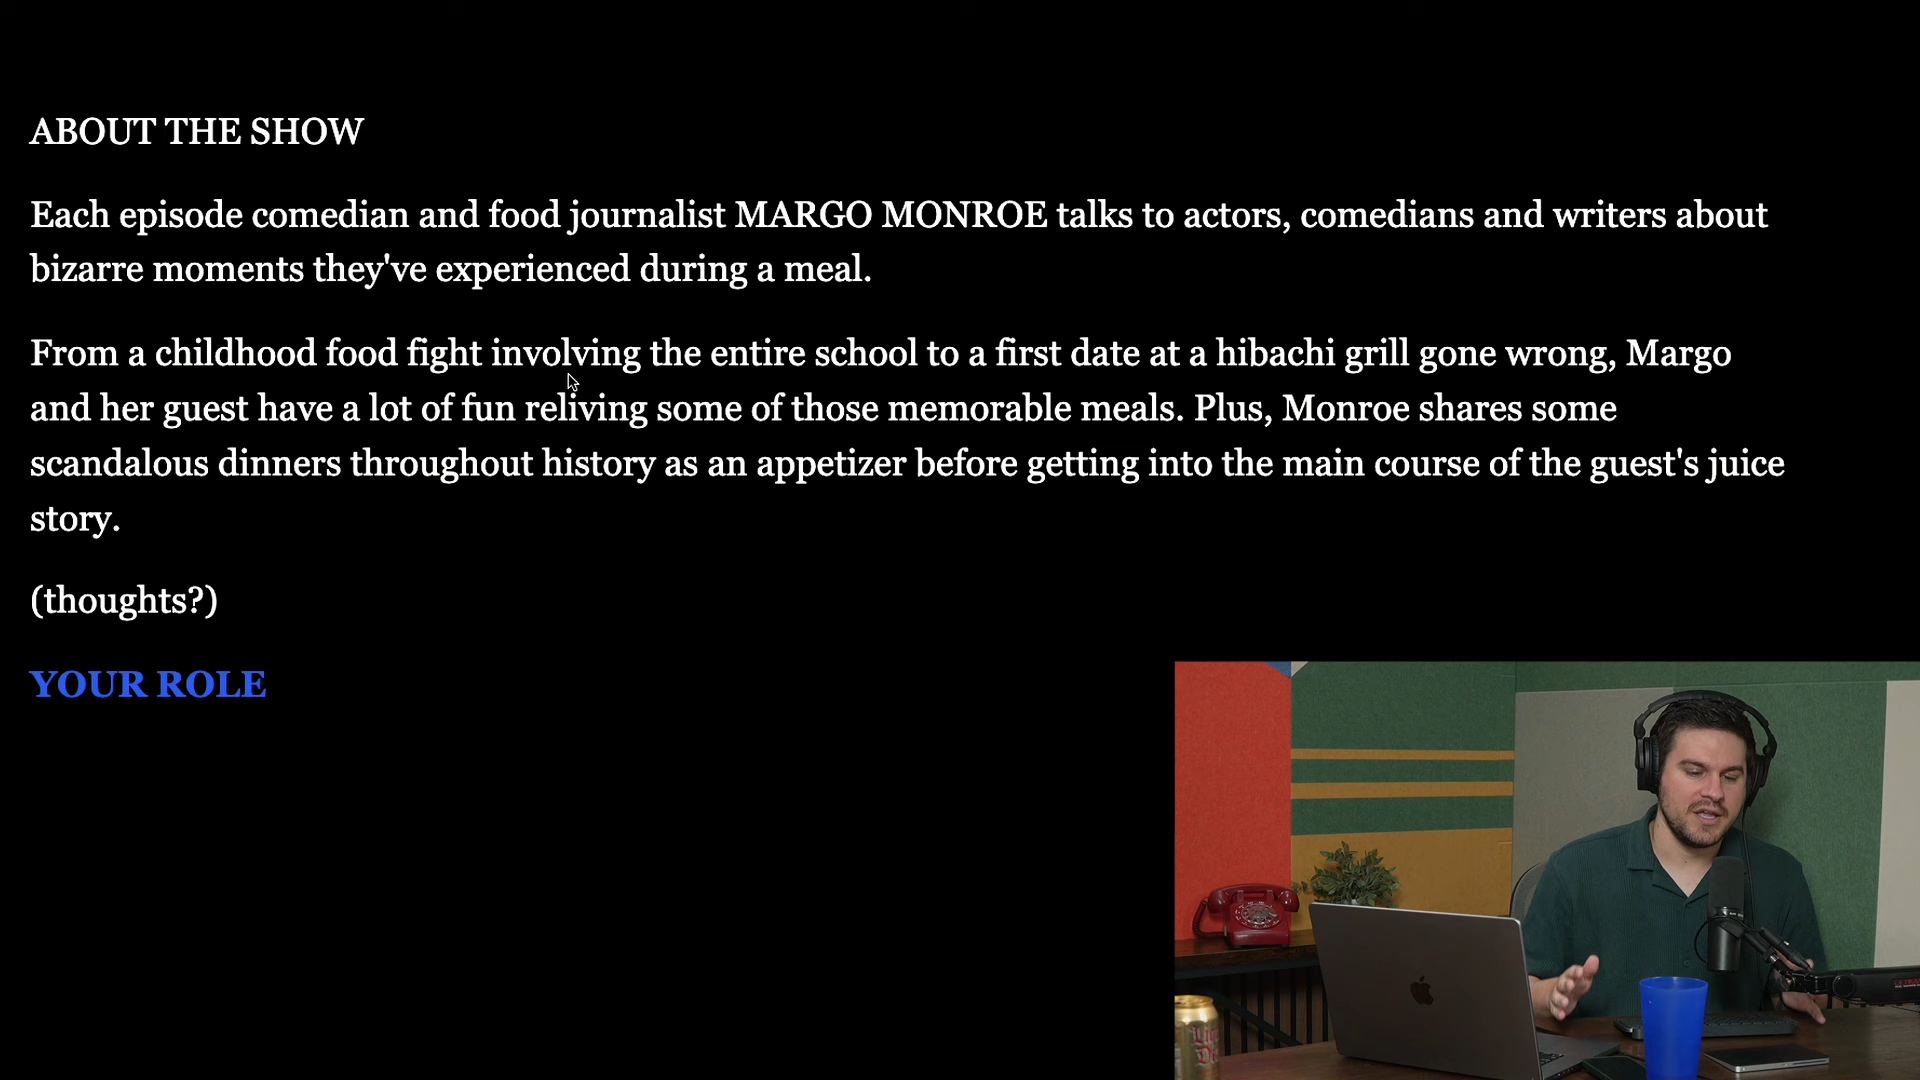 ABOUT THE SHOW
Each episode comedian and food journalist MARGO MONROE talks to actors, comedians and writers about
bizarre moments they've experienced during a meal.
From a childhood food fight involving the entire school to a first date at a hibachi grill gone wrong, Margo
and her guest have a lot of fun reliving some of those memorable meals. Plus, Monroe shares some
scandalous dinners throughout history as an appetizer before getting into the main course of the guest's juice
story.
(thoughts?)
YOUR ROLE